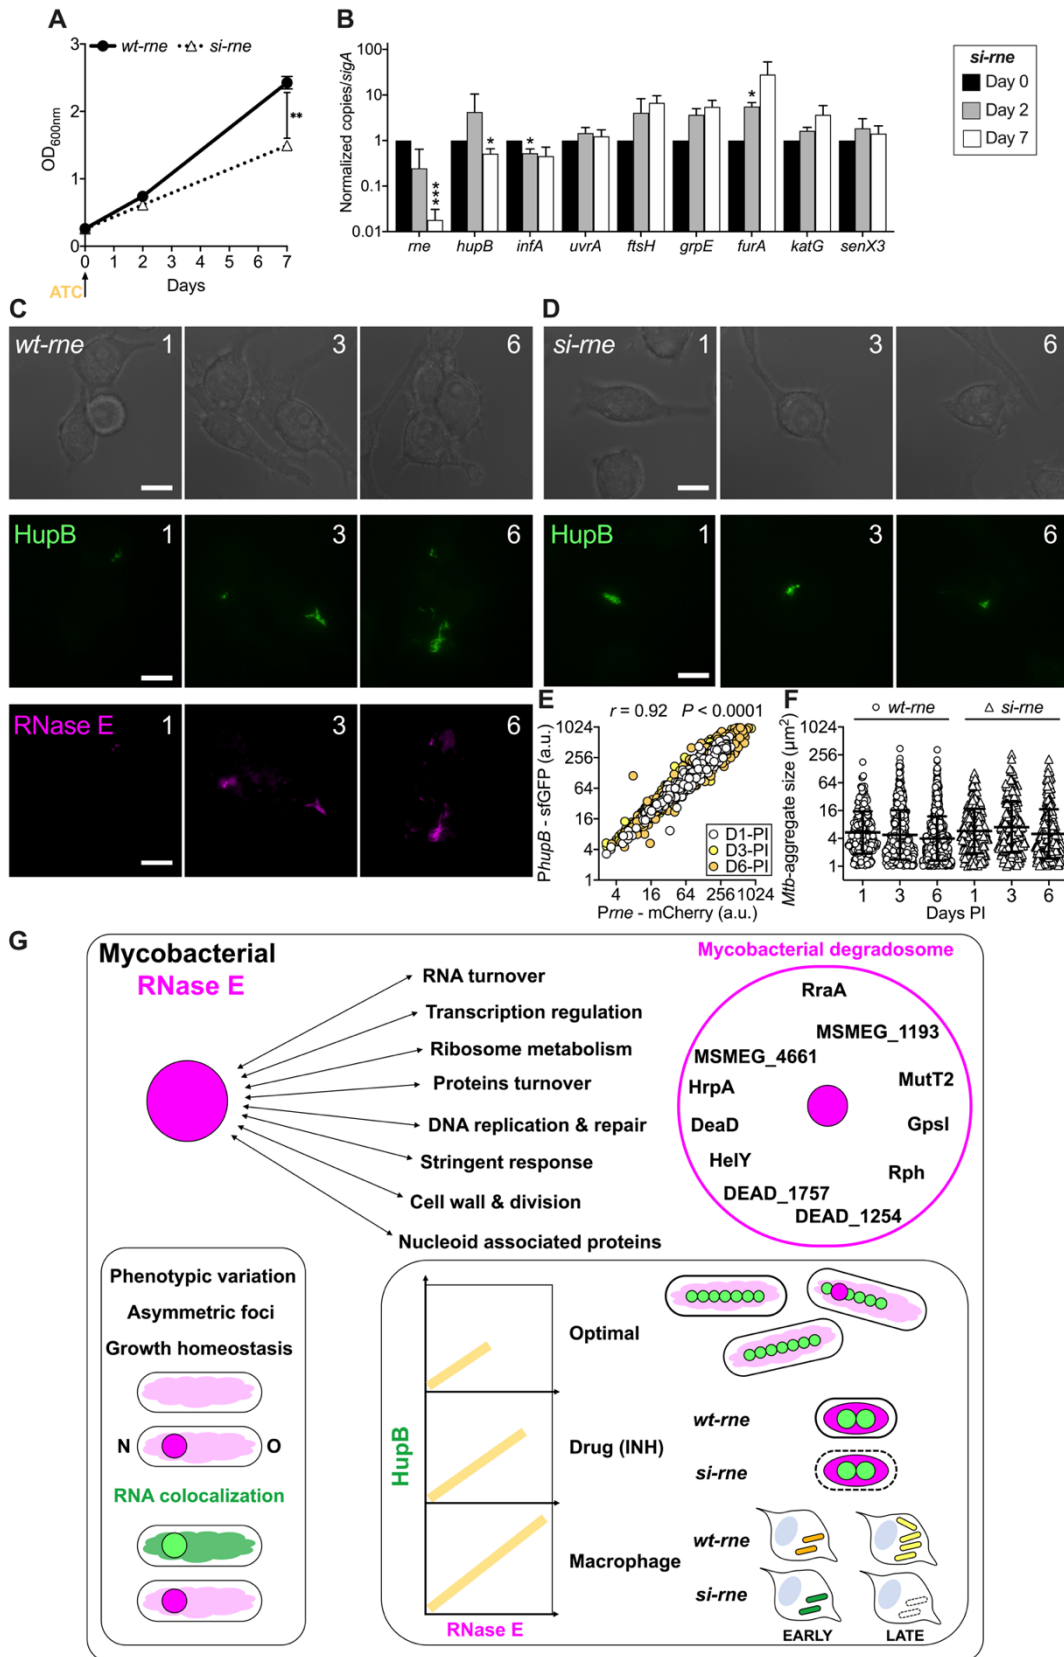 A
wt-rne
si-rne
OD600nm
3
2
1
0
**
0 1 2 3 4 5 6 7
Days
ATC
B
Normalized copies/sigA
100
10
1
0.1
0.01
*** * * *
rne hupB infA uvrA ftsH grpE furA katG senX3
si-rne
Day 0
Day 2
Day 7
C
wt-rne 1 3 6
HupB 1 3 6
RNase E 1 3 6
D
si-rne 1 3 6
HupB 1 3 6
E
r = 0.92 P < 0.0001
PhupB - sfGFP (a.u.)
1024
256
64
16
4
1
D1-PI
D3-PI
D6-PI
4 16 64 256 1024
Prne - mCherry (a.u.)
F
wt-rne si-rne
Mtb-aggregate size (µm²)
1024
256
64
16
4
1
1 3 6 1 3 6
Days PI
G
Mycobacterial
RNase E
RNA turnover
Transcription regulation
Ribosome metabolism
Proteins turnover
DNA replication & repair
Stringent response
Cell wall & division
Nucleoid associated proteins
Mycobacterial degradosome
RraA
MSMEG_1193
MSMEG_4661
MutT2
HrpA
GpsI
DeaD
HelY
Rph
DEAD_1757
DEAD_1254
Phenotypic variation
Asymmetric foci
Growth homeostasis
N O
RNA colocalization
HupB
RNase E
Optimal
Drug (INH)
wt-rne
si-rne
Macrophage
wt-rne
si-rne
EARLY LATE